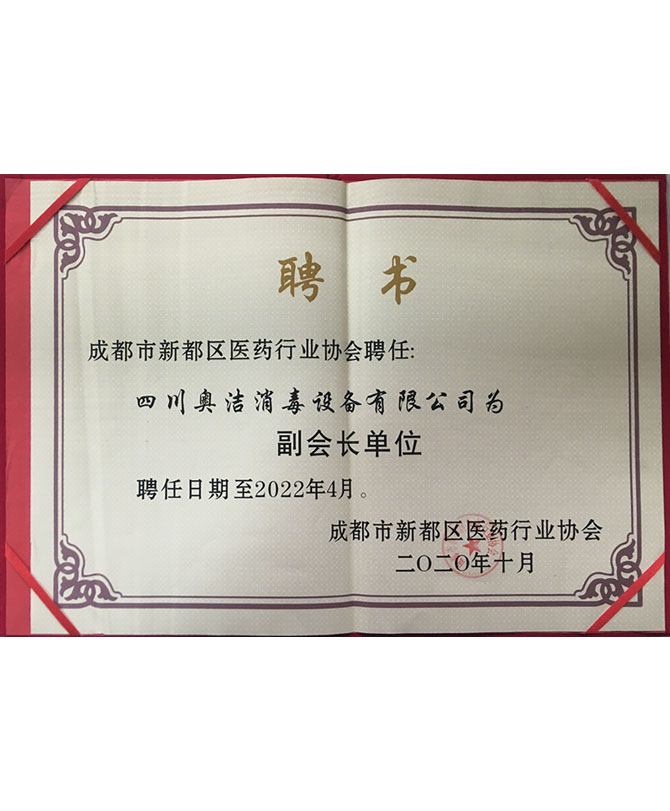 聘 书
成都市新都区医药行业协会聘任:
四川奥洁消毒设备有限公司为
副会长单位
聘任日期至2022年4月。
成都市新都区医药行业协会
二〇二〇年十月